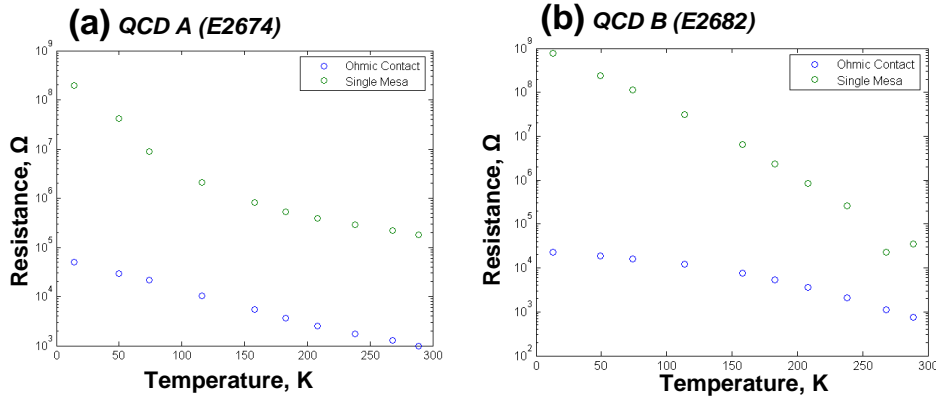 (a) QCD A (E2674)
10^9
10^8
10^7
10^6
10^5
10^4
10^3
Resistance, Ω
Ohmic Contact
Single Mesa
0 50 100 150 200 250 300
Temperature, K
(b) QCD B (E2682)
10^9
10^8
10^7
10^6
10^5
10^4
10^3
10^2
Resistance, Ω
Ohmic Contact
Single Mesa
0 50 100 150 200 250 300
Temperature, K